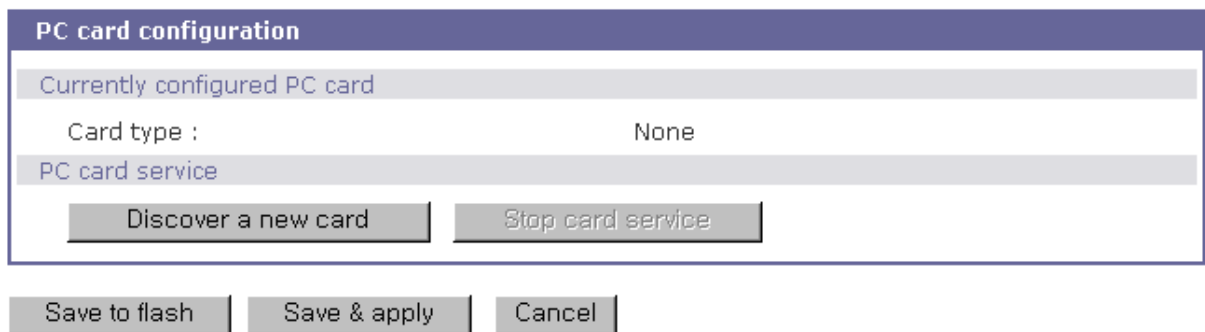 PC card configuration
Currently configured PC card
Card type : None
PC card service
Discover a new card Stop card service
Save to flash Save & apply Cancel